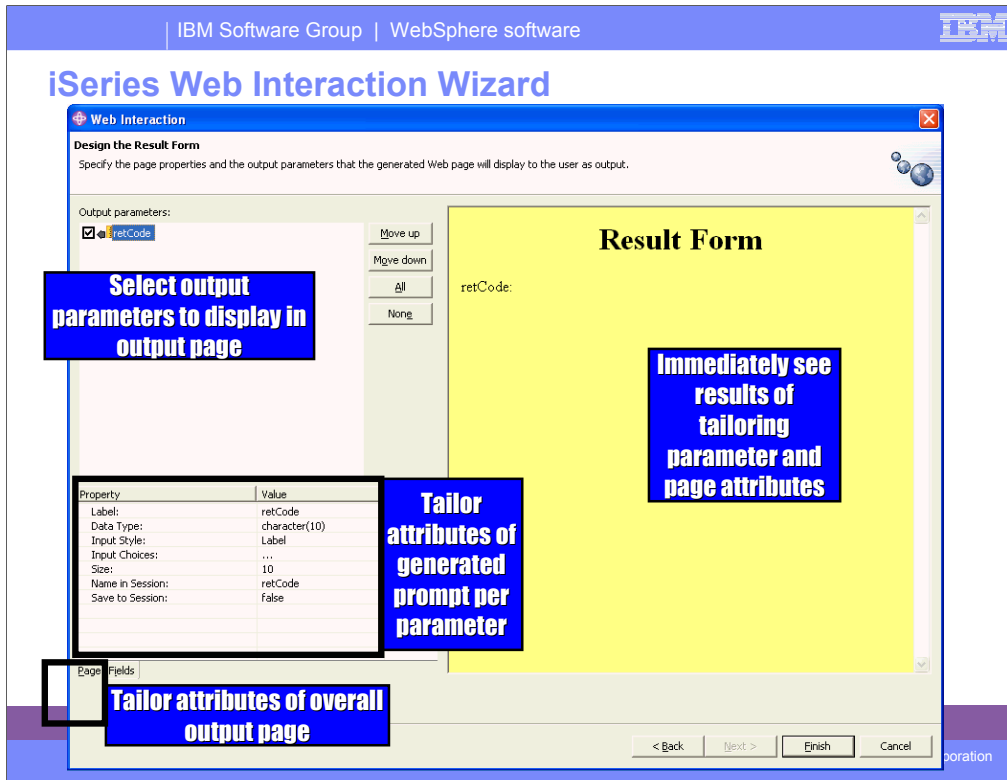 IBM Software Group | WebSphere software
IBM
iSeries Web Interaction Wizard
Web Interaction
Design the Result Form
Specify the page properties and the output parameters that the generated Web page will display to the user as output.
Output parameters:
retCode
Move up
Move down
All
None
Select output
parameters to display in
output page
Result Form
retCode:
Immediately see
results of
tailoring
parameter and
page attributes
Property Value
Label: retCode
Data Type: character(10)
Input Style: Label
Input Choices: ...
Size: 10
Name in Session: retCode
Save to Session: false
Tailor
attributes of
generated
prompt per
parameter
Page Fields
Tailor attributes of overall
output page
< Back Next > Finish Cancel
poration